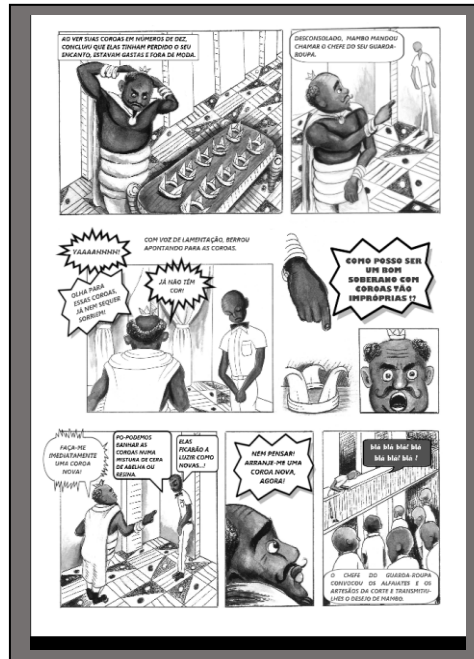 AO VER SUAS COROAS EM NÚMEROS DE DEZ,
CONCLUIU QUE ELAS TINHAM PERDIDO O SEU
ENCANTO, ESTAVAM GASTAS E FORA DE MODA.
DESCONSOLADO, MAMBO MANDOU
CHAMAR O CHEFE DO SEU GUARDA-
ROUPA.
YAAAANHHH!
COM VOZ DE LAMENTAÇÃO, BERROU
APONTANDO PARA AS COROAS.
OLHA PARA
ESSAS COROAS,
JÁ NEM SEQUER
SORRIEM!
JÁ NÃO TÊM
COR!
COMO POSSO SER
UM BOM
SOBERANO COM
COROAS TÃO
IMPRÓPRIAS !?
FAÇA-ME
IMEDIATAMENTE
UMA COROA
NOVA!
PO-PODEMOS
BANHAR AS
COROAS NUMA
MISTURA DE CERA
DE ABELHA OU
RESINA.
ELAS
FICARÃO A
LUZIR COMO
NOVAS...!
NEM PENSAR!
ARRANJE-ME UMA
COROA NOVA,
AGORA!
blá blá blá! blá
blá blá! blá !
O CHEFE DO GUARDA-ROUPA
CONVOCOU OS ALFAIATES E OS
ARTESÃOS DA CORTE E TRANSMITIU-
LHES O DESEJO DE MAMBO.